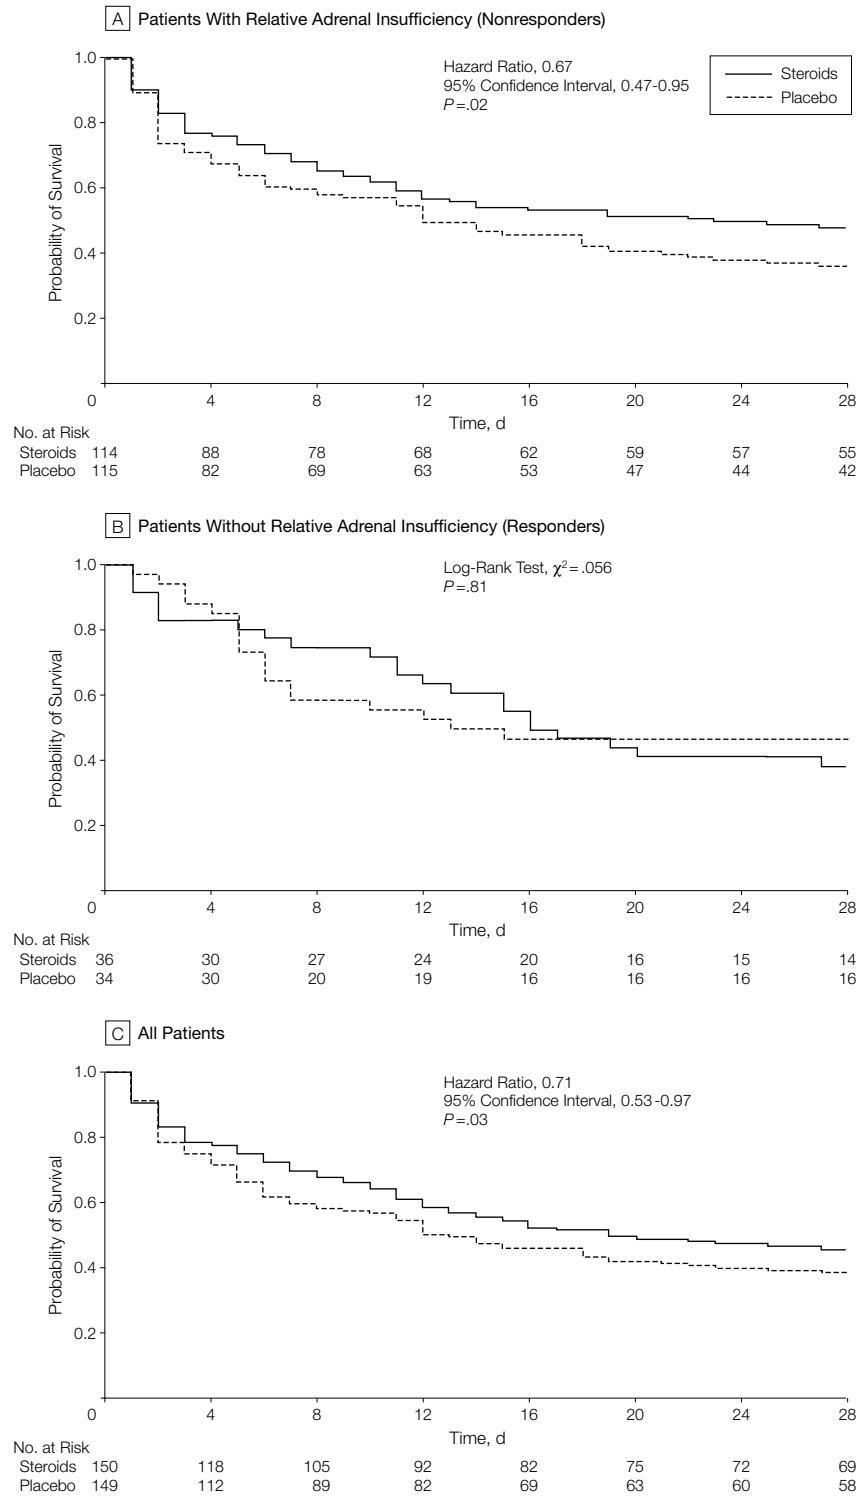 A Patients With Relative Adrenal Insufficiency (Nonresponders)
1.0
0.8
0.6
0.4
0.2
Probability of Survival
Hazard Ratio, 0.67
95% Confidence Interval, 0.47-0.95
P=.02
Steroids
Placebo
0 4 8 12 16 20 24 28
Time, d
No. at Risk
Steroids 114 88 78 68 62 59 57 55
Placebo 115 82 69 63 53 47 44 42
B Patients Without Relative Adrenal Insufficiency (Responders)
1.0
0.8
0.6
0.4
0.2
Probability of Survival
Log-Rank Test, χ²=.056
P=.81
0 4 8 12 16 20 24 28
Time, d
No. at Risk
Steroids 36 30 27 24 20 16 15 14
Placebo 34 30 20 19 16 16 16 16
C All Patients
1.0
0.8
0.6
0.4
0.2
Probability of Survival
Hazard Ratio, 0.71
95% Confidence Interval, 0.53-0.97
P=.03
0 4 8 12 16 20 24 28
Time, d
No. at Risk
Steroids 150 118 105 92 82 75 72 69
Placebo 149 112 89 82 69 63 60 58